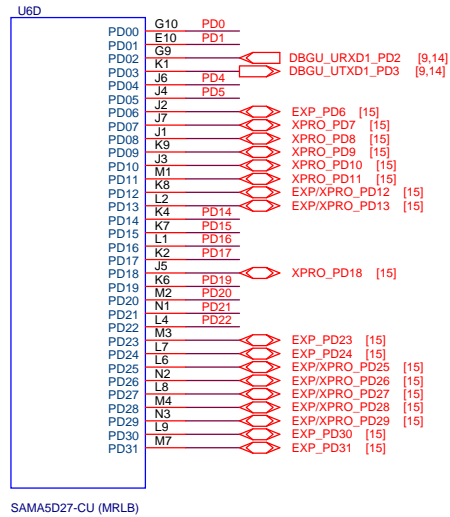 U6D
PD00 G10 PD0
PD01 E10 PD1
PD02 G9 DBGU_URXD1_PD2 [9,14]
PD03 K1 DBGU_UTXD1_PD3 [9,14]
PD04 J6 PD4
PD05 J4 PD5
PD06 J2 EXP_PD6 [15]
PD07 J7 XPRO_PD7 [15]
PD08 J1 XPRO_PD8 [15]
PD09 K9 XPRO_PD9 [15]
PD10 J3 XPRO_PD10 [15]
PD11 M1 XPRO_PD11 [15]
PD12 K8 EXP/XPRO_PD12 [15]
PD13 L2 EXP/XPRO_PD13 [15]
PD14 K4 PD14
PD15 K7 PD15
PD16 L1 PD16
PD17 K2 PD17
PD18 J5 XPRO_PD18 [15]
PD19 K6 PD19
PD20 M2 PD20
PD21 N1 PD21
PD22 L4 PD22
PD23 M3 EXP_PD23 [15]
PD24 L7 EXP_PD24 [15]
PD25 L6 EXP/XPRO_PD25 [15]
PD26 N2 EXP/XPRO_PD26 [15]
PD27 L8 EXP/XPRO_PD27 [15]
PD28 M4 EXP/XPRO_PD28 [15]
PD29 N3 EXP/XPRO_PD29 [15]
PD30 L9 EXP_PD30 [15]
PD31 M7 EXP_PD31 [15]
SAMA5D27-CU (MRLB)